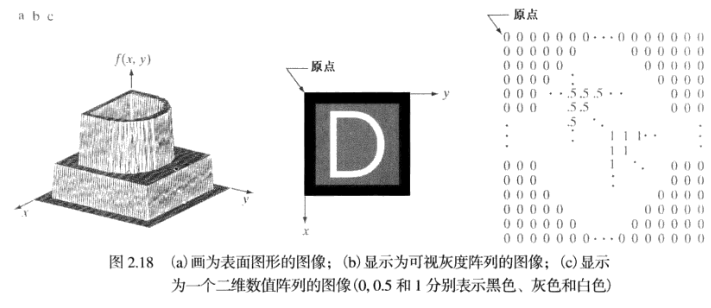 a b c
f(x, y)
x
y
原点
y
x
原点
0 0 0 0 0 0 0 · · · 0 0 0 0 0 0
0 0 0 0 0 0 0 0 0 0 0 0
0 0 0 0 0 0 0 0 0 0
0 0 0 0 · 0 0 0 0
0 0 0 · · .5 .5 .5 · · 0 0 0
0 0 0 .5 .5 0 0 0
.5
1 1 1 · ·
1 1
1
0 0 0 0 0 0
0 0 0 0 0 0
0 0 0 0 0 0 0 0
0 0 0 0 0 0 0 0 0 0
0 0 0 0 0 0 0 0 0 0 0 0
0 0 0 0 0 0 0 · · · 0 0 0 0 0 0
图 2.18 (a)画为表面图形的图像；(b)显示为可视灰度阵列的图像；(c)显示
为一个二维数值阵列的图像(0, 0.5 和 1 分别表示黑色、灰色和白色)